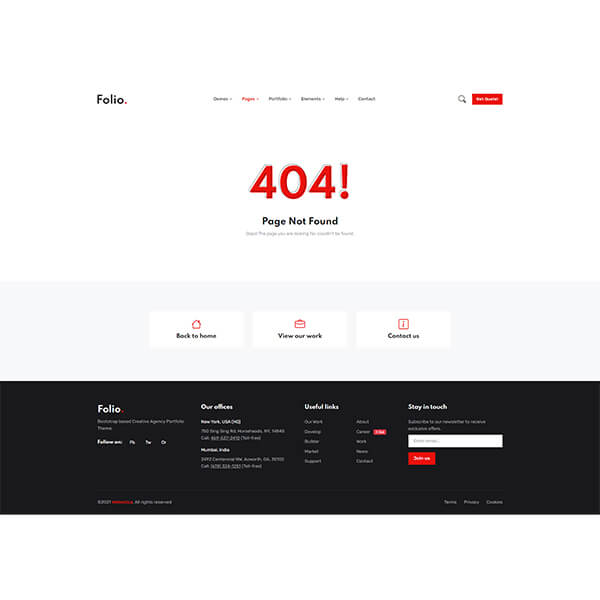 Folio.
Demos Pages Portfolio Elements Help Contact
Get Quote!
404!
Page Not Found
Oops! The page you are looking for couldn't be found.
Back to home
View our work
Contact us
Folio.
Bootstrap based Creative Agency Portfolio
Theme
Follow on: Fb Tw Dr
Our offices
New York, USA (HQ)
750 Sing Sing Rd, Horseheads, NY, 14845
Call: 469-537-2410 (Toll-free)
Mumbai, India
3492 Centennial We, Acworth, GA, 30102
Call: (678) 324-1251 (Toll-free)
Useful links
Our Work
Develop
Builder
Market
Support
About
Career
Work
News
Contact
Stay in touch
Subscribe to our newsletter to receive
exclusive offers.
Enter email...
Join us
©2021 All rights reserved
Terms Privacy Cookies